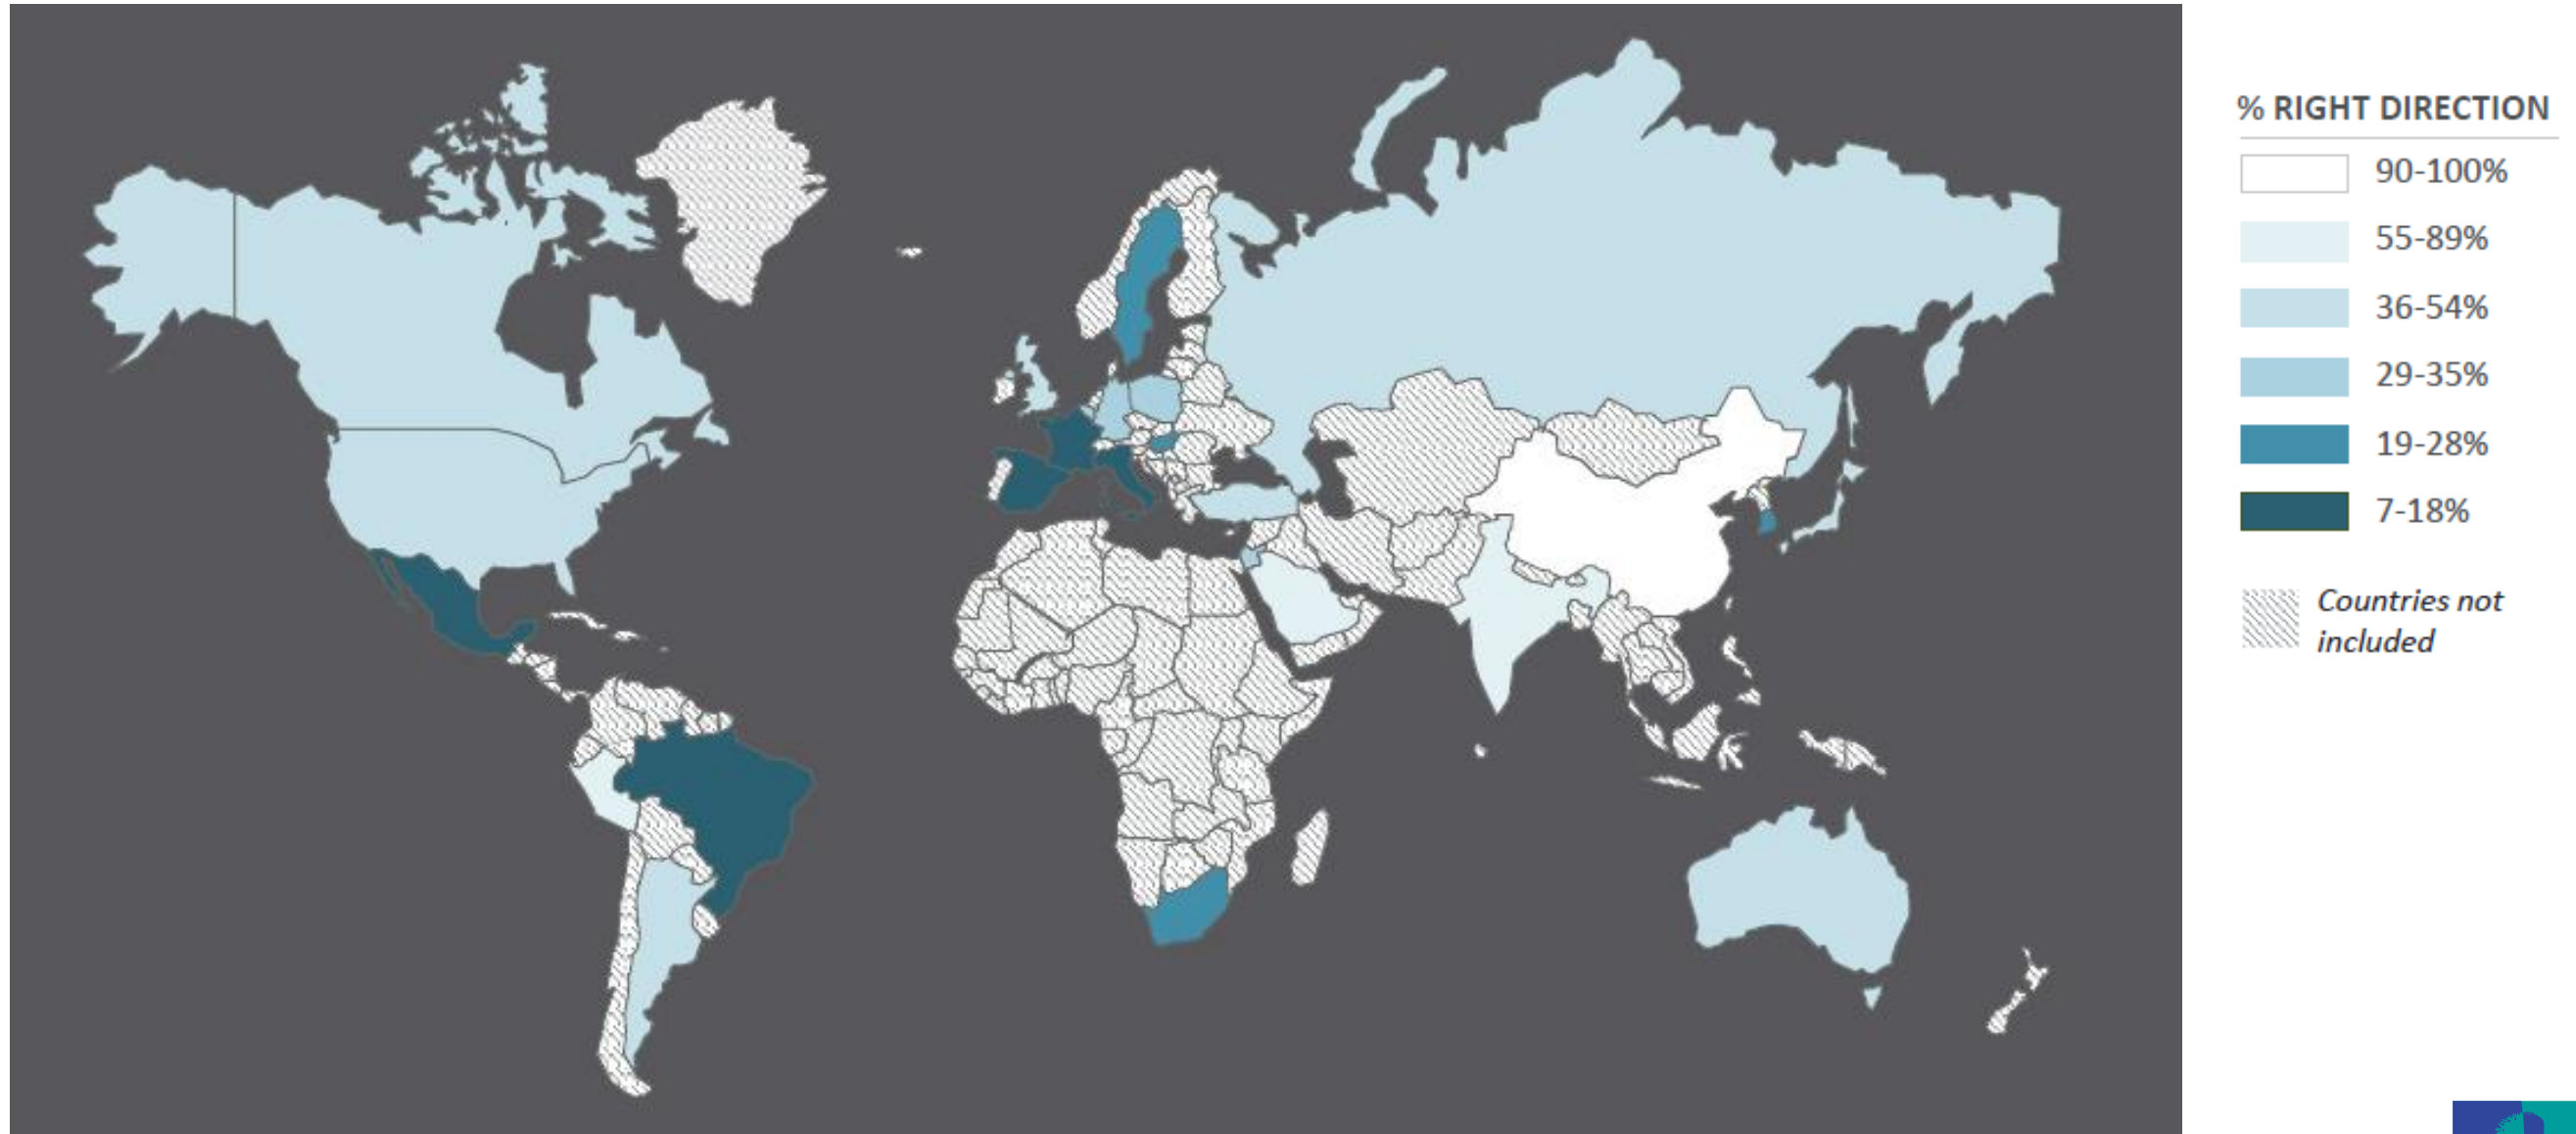 % RIGHT DIRECTION
90-100%
55-89%
36-54%
29-35%
19-28%
7-18%
Countries not
included